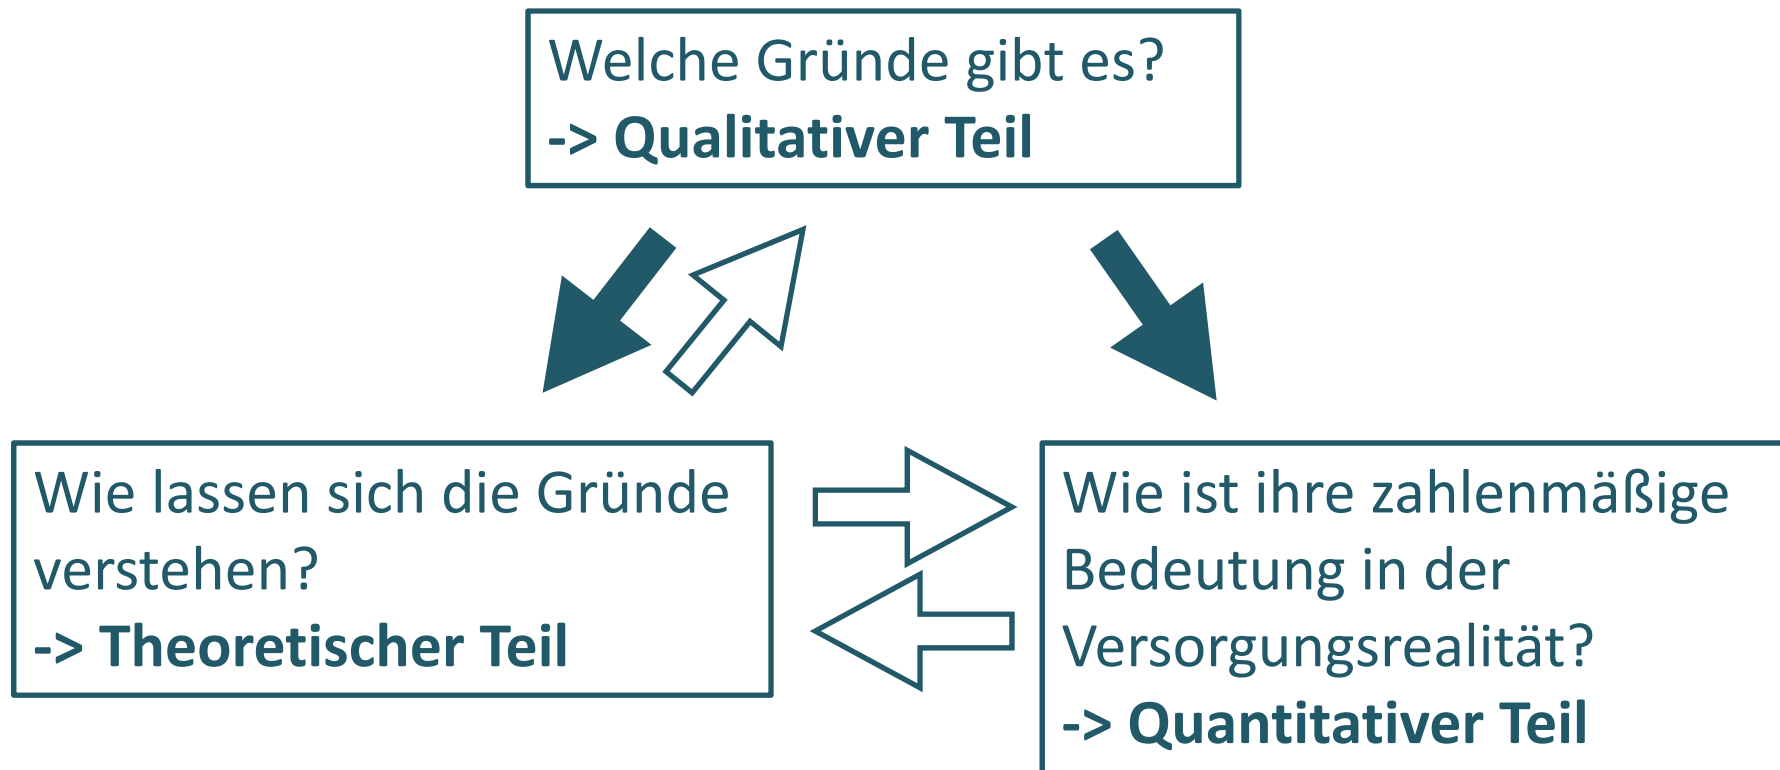 Welche Gründe gibt es?
-> Qualitativer Teil
Wie lassen sich die Gründe
verstehen?
-> Theoretischer Teil
Wie ist ihre zahlenmäßige
Bedeutung in der
Versorgungsrealität?
-> Quantitativer Teil